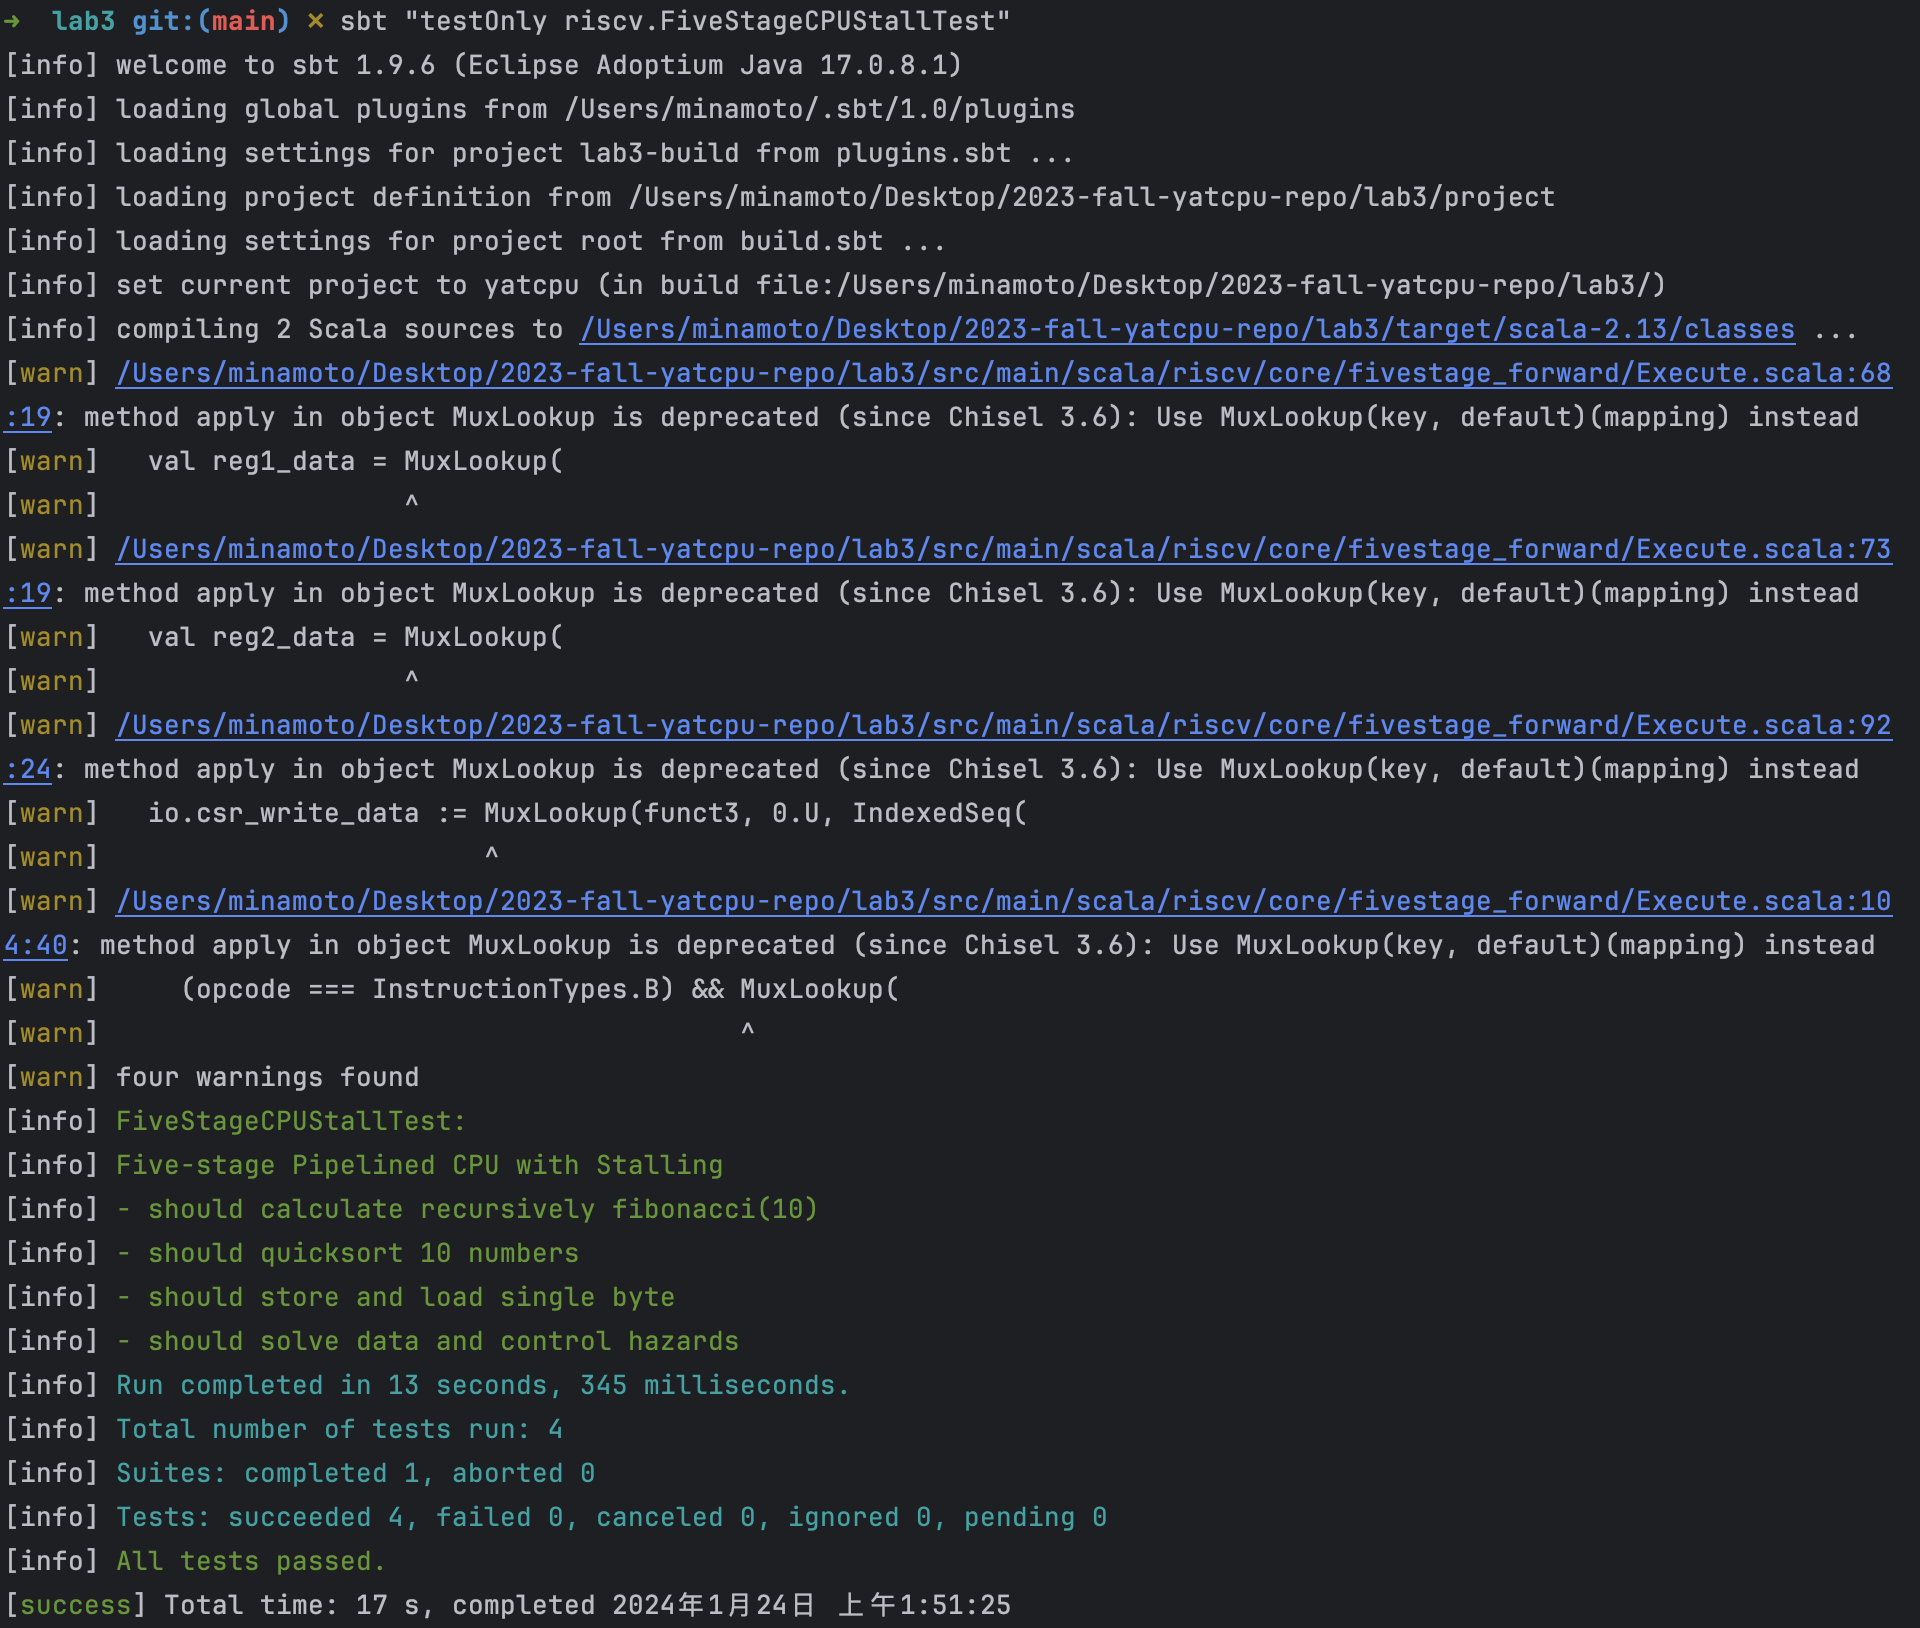 →  lab3 git:(main) × sbt "testOnly riscv.FiveStageCPUStallTest"
[info] welcome to sbt 1.9.6 (Eclipse Adoptium Java 17.0.8.1)
[info] loading global plugins from /Users/minamoto/.sbt/1.0/plugins
[info] loading settings for project lab3-build from plugins.sbt ...
[info] loading project definition from /Users/minamoto/Desktop/2023-fall-yatcpu-repo/lab3/project
[info] loading settings for project root from build.sbt ...
[info] set current project to yatcpu (in build file:/Users/minamoto/Desktop/2023-fall-yatcpu-repo/lab3/)
[info] compiling 2 Scala sources to /Users/minamoto/Desktop/2023-fall-yatcpu-repo/lab3/target/scala-2.13/classes ...
[warn] /Users/minamoto/Desktop/2023-fall-yatcpu-repo/lab3/src/main/scala/riscv/core/fivestage_forward/Execute.scala:68
:19: method apply in object MuxLookup is deprecated (since Chisel 3.6): Use MuxLookup(key, default)(mapping) instead
[warn]   val reg1_data = MuxLookup(
[warn]                   ^
[warn] /Users/minamoto/Desktop/2023-fall-yatcpu-repo/lab3/src/main/scala/riscv/core/fivestage_forward/Execute.scala:73
:19: method apply in object MuxLookup is deprecated (since Chisel 3.6): Use MuxLookup(key, default)(mapping) instead
[warn]   val reg2_data = MuxLookup(
[warn]                   ^
[warn] /Users/minamoto/Desktop/2023-fall-yatcpu-repo/lab3/src/main/scala/riscv/core/fivestage_forward/Execute.scala:92
:24: method apply in object MuxLookup is deprecated (since Chisel 3.6): Use MuxLookup(key, default)(mapping) instead
[warn]   io.csr_write_data := MuxLookup(funct3, 0.U, IndexedSeq(
[warn]                        ^
[warn] /Users/minamoto/Desktop/2023-fall-yatcpu-repo/lab3/src/main/scala/riscv/core/fivestage_forward/Execute.scala:10
4:40: method apply in object MuxLookup is deprecated (since Chisel 3.6): Use MuxLookup(key, default)(mapping) instead
[warn]     (opcode === InstructionTypes.B) && MuxLookup(
[warn]                                        ^
[warn] four warnings found
[info] FiveStageCPUStallTest:
[info] Five-stage Pipelined CPU with Stalling
[info] - should calculate recursively fibonacci(10)
[info] - should quicksort 10 numbers
[info] - should store and load single byte
[info] - should solve data and control hazards
[info] Run completed in 13 seconds, 345 milliseconds.
[info] Total number of tests run: 4
[info] Suites: completed 1, aborted 0
[info] Tests: succeeded 4, failed 0, canceled 0, ignored 0, pending 0
[info] All tests passed.
[success] Total time: 17 s, completed 2024年1月24日 上午1:51:25